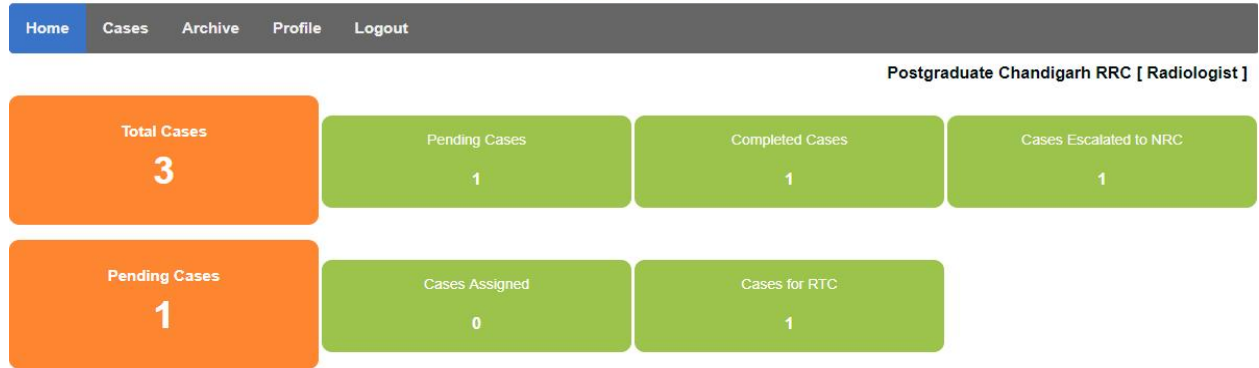 Home Cases Archive Profile Logout
Postgraduate Chandigarh RRC [ Radiologist ]
Total Cases
3
Pending Cases
1
Completed Cases
1
Cases Escalated to NRC
1
Pending Cases
1
Cases Assigned
0
Cases for RTC
1